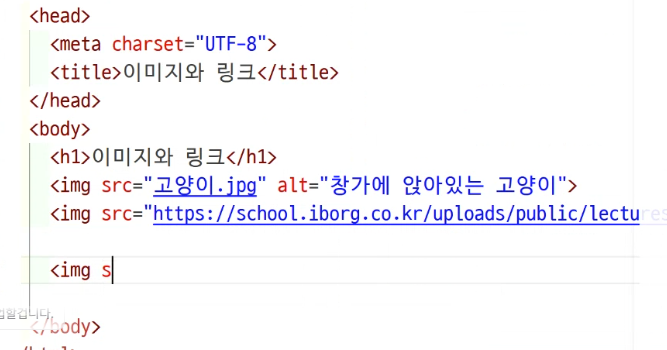 <head>
<meta charset="UTF-8">
<title>이미지와 링크</title>
</head>
<body>
<h1>이미지와 링크</h1>
<img src="고양이.jpg" alt="창가에 앉아있는 고양이">
<img src="https://school.iborg.co.kr/uploads/public/lectures
<img s
</body>